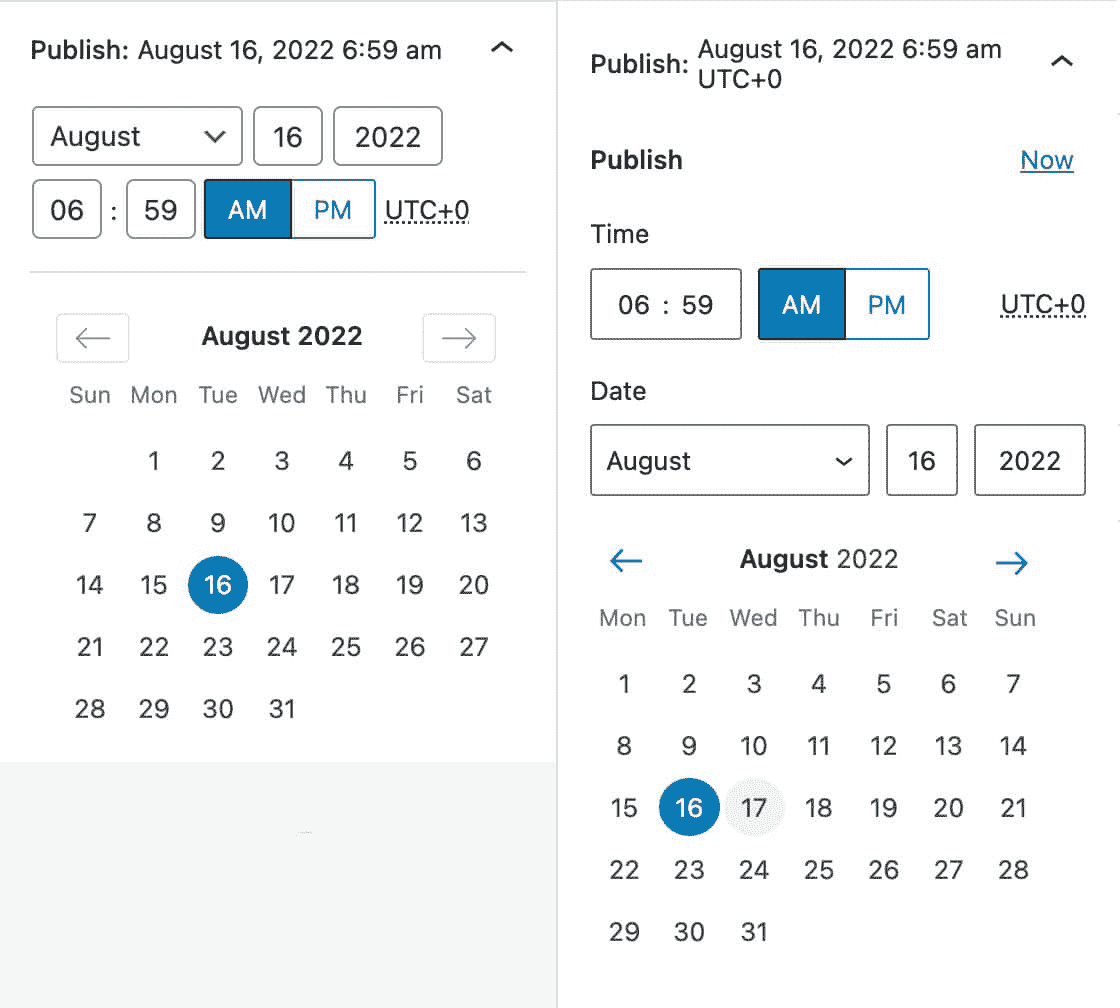 Publish: August 16, 2022 6:59 am
August 16 2022
06 : 59 AM PM UTC+0
August 2022
Sun Mon Tue Wed Thu Fri Sat
1 2 3 4 5 6
7 8 9 10 11 12 13
14 15 16 17 18 19 20
21 22 23 24 25 26 27
28 29 30 31
Publish: August 16, 2022 6:59 am
UTC+0
Publish Now
Time
06 : 59 AM PM UTC+0
Date
August 16 2022
August 2022
Mon Tue Wed Thu Fri Sat Sun
1 2 3 4 5 6 7
8 9 10 11 12 13 14
15 16 17 18 19 20 21
22 23 24 25 26 27 28
29 30 31